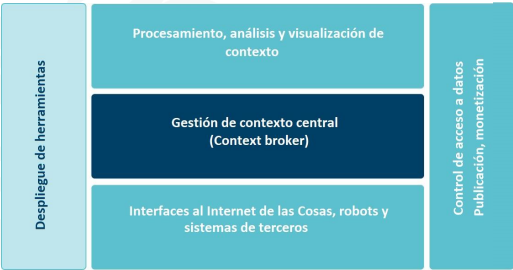 Despliegue de herramientas
Procesamiento, análisis y visualización de
contexto
Gestión de contexto central
(Context broker)
Interfaces al Internet de las Cosas, robots y
sistemas de terceros
Control de acceso a datos
Publicación, monetización